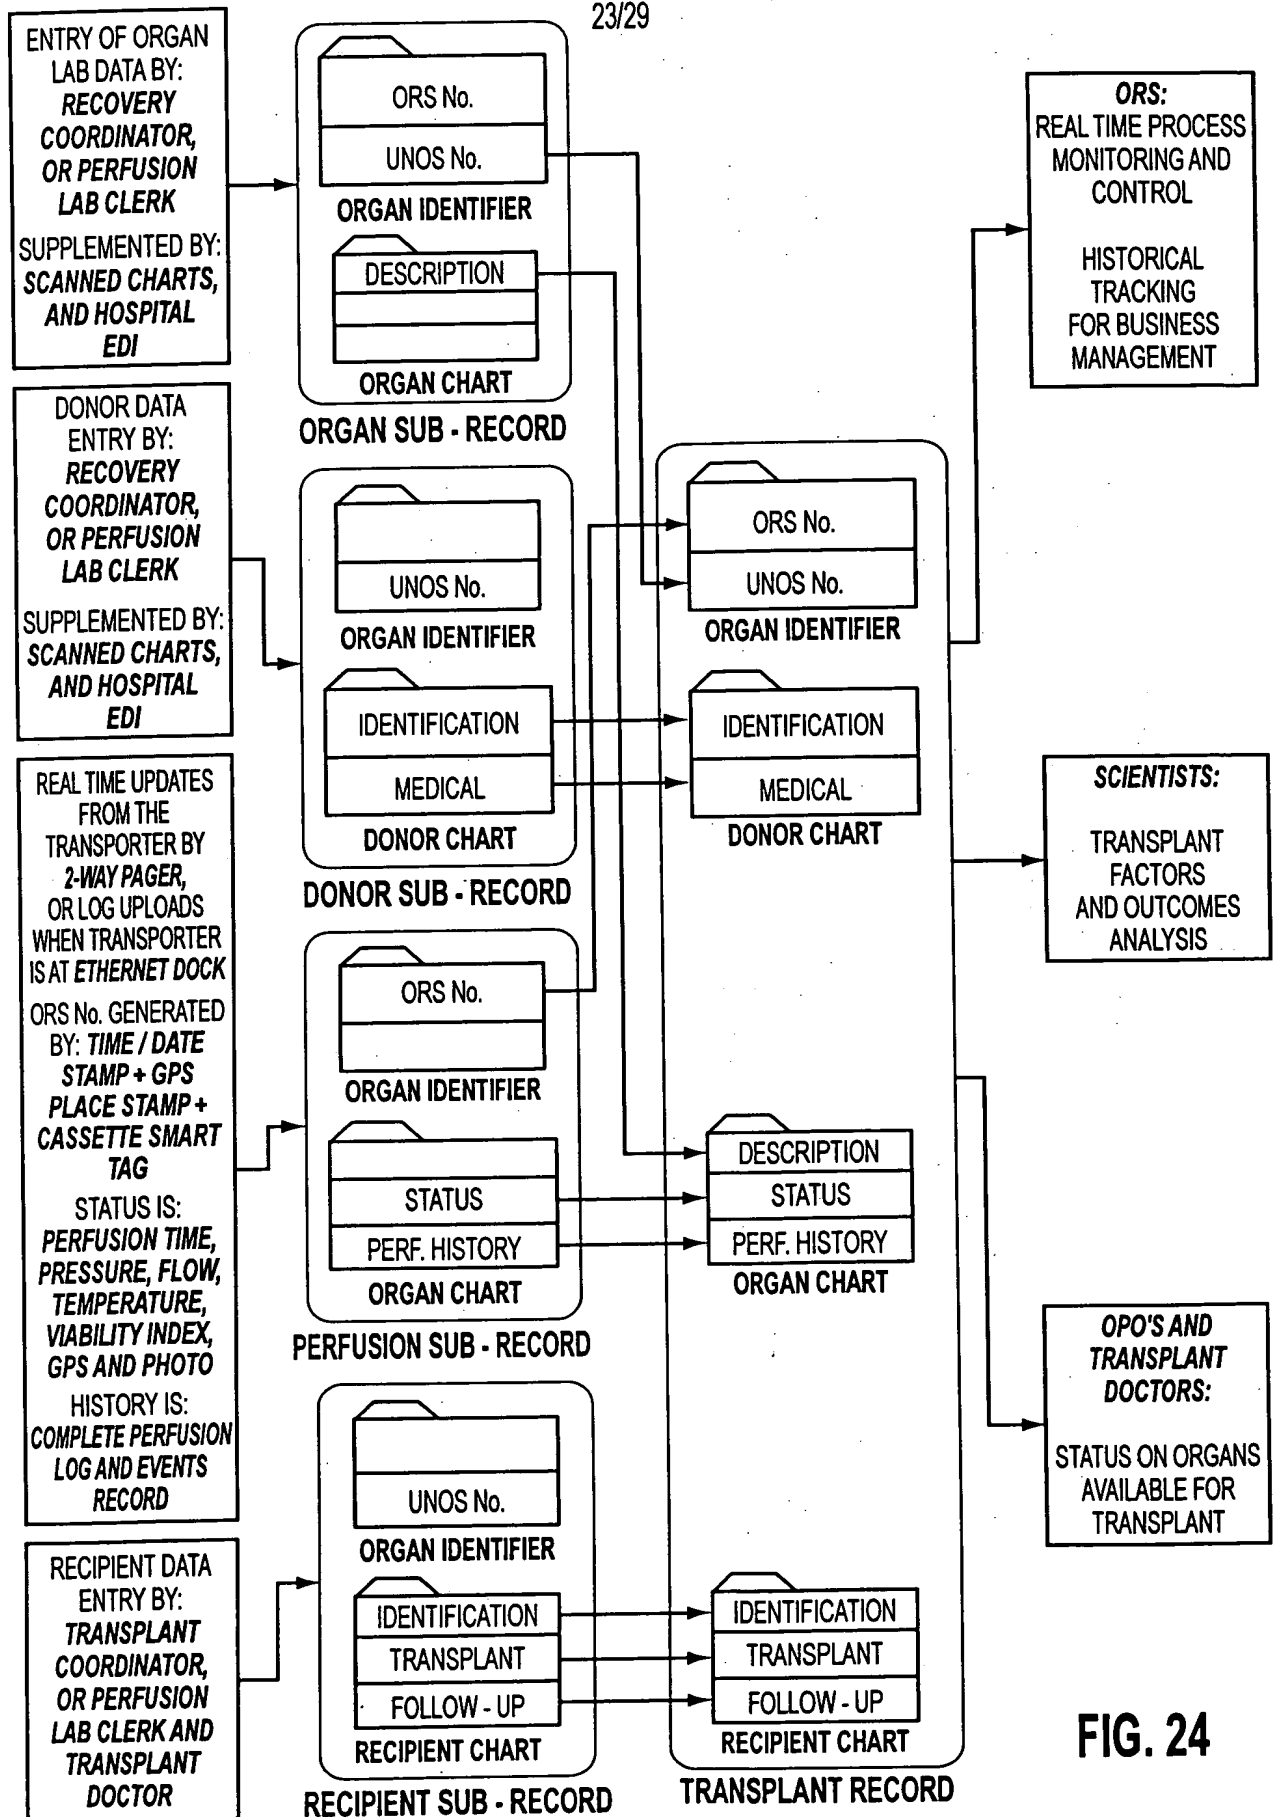 23/29
ENTRY OF ORGAN
LAB DATA BY:
RECOVERY
COORDINATOR,
OR PERFUSION
LAB CLERK
SUPPLEMENTED BY:
SCANNED CHARTS,
AND HOSPITAL
EDI
DONOR DATA
ENTRY BY:
RECOVERY
COORDINATOR,
OR PERFUSION
LAB CLERK
SUPPLEMENTED BY:
SCANNED CHARTS,
AND HOSPITAL
EDI
REAL TIME UPDATES
FROM THE
TRANSPORTER BY
2-WAY PAGER,
OR LOG UPLOADS
WHEN TRANSPORTER
IS AT ETHERNET DOCK
ORS No. GENERATED
BY: TIME / DATE
STAMP + GPS
PLACE STAMP +
CASSETTE SMART
TAG
STATUS IS:
PERFUSION TIME,
PRESSURE, FLOW,
TEMPERATURE,
VIABILITY INDEX,
GPS AND PHOTO
HISTORY IS:
COMPLETE PERFUSION
LOG AND EVENTS
RECORD
RECIPIENT DATA
ENTRY BY:
TRANSPLANT
COORDINATOR,
OR PERFUSION
LAB CLERK AND
TRANSPLANT
DOCTOR
ORS No.
UNOS No.
ORGAN IDENTIFIER
DESCRIPTION
ORGAN CHART
ORGAN SUB - RECORD
UNOS No.
ORGAN IDENTIFIER
IDENTIFICATION
MEDICAL
DONOR CHART
DONOR SUB - RECORD
ORS No.
ORGAN IDENTIFIER
STATUS
PERF. HISTORY
ORGAN CHART
PERFUSION SUB - RECORD
UNOS No.
ORGAN IDENTIFIER
IDENTIFICATION
TRANSPLANT
FOLLOW - UP
RECIPIENT CHART
RECIPIENT SUB - RECORD
ORS No.
UNOS No.
ORGAN IDENTIFIER
IDENTIFICATION
MEDICAL
DONOR CHART
DESCRIPTION
STATUS
PERF. HISTORY
ORGAN CHART
IDENTIFICATION
TRANSPLANT
FOLLOW - UP
RECIPIENT CHART
TRANSPLANT RECORD
ORS:
REAL TIME PROCESS
MONITORING AND
CONTROL
HISTORICAL
TRACKING
FOR BUSINESS
MANAGEMENT
SCIENTISTS:
TRANSPLANT
FACTORS
AND OUTCOMES
ANALYSIS
OPO'S AND
TRANSPLANT
DOCTORS:
STATUS ON ORGANS
AVAILABLE FOR
TRANSPLANT
FIG. 24